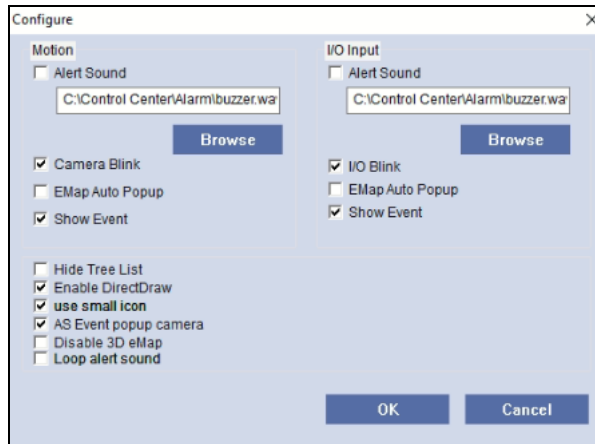 Configure
Motion
Alert Sound
C:\Control Center\Alarm\buzzer.wa
Browse
Camera Blink
EMap Auto Popup
Show Event
I/O Input
Alert Sound
C:\Control Center\Alarm\buzzer.wa
Browse
I/O Blink
EMap Auto Popup
Show Event
Hide Tree List
Enable DirectDraw
use small icon
AS Event popup camera
Disable 3D eMap
Loop alert sound
OK
Cancel